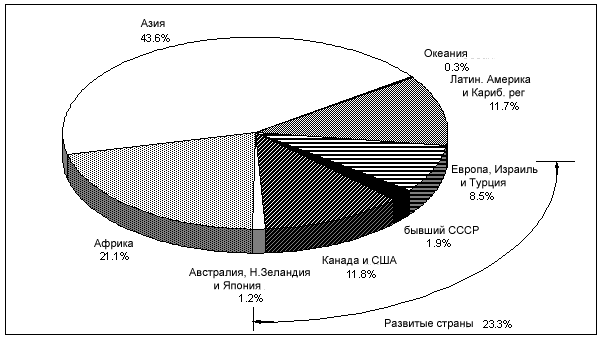 Азия
43.6%
Океания
0.3%
Латин. Америка
и Кариб. рег
11.7%
Европа, Израиль
и Турция
8.5%
бывший СССР
1.9%
Канада и США
11.8%
Австралия, Н.Зеландия
и Япония
1.2%
Африка
21.1%
Развитые страны 23.3%